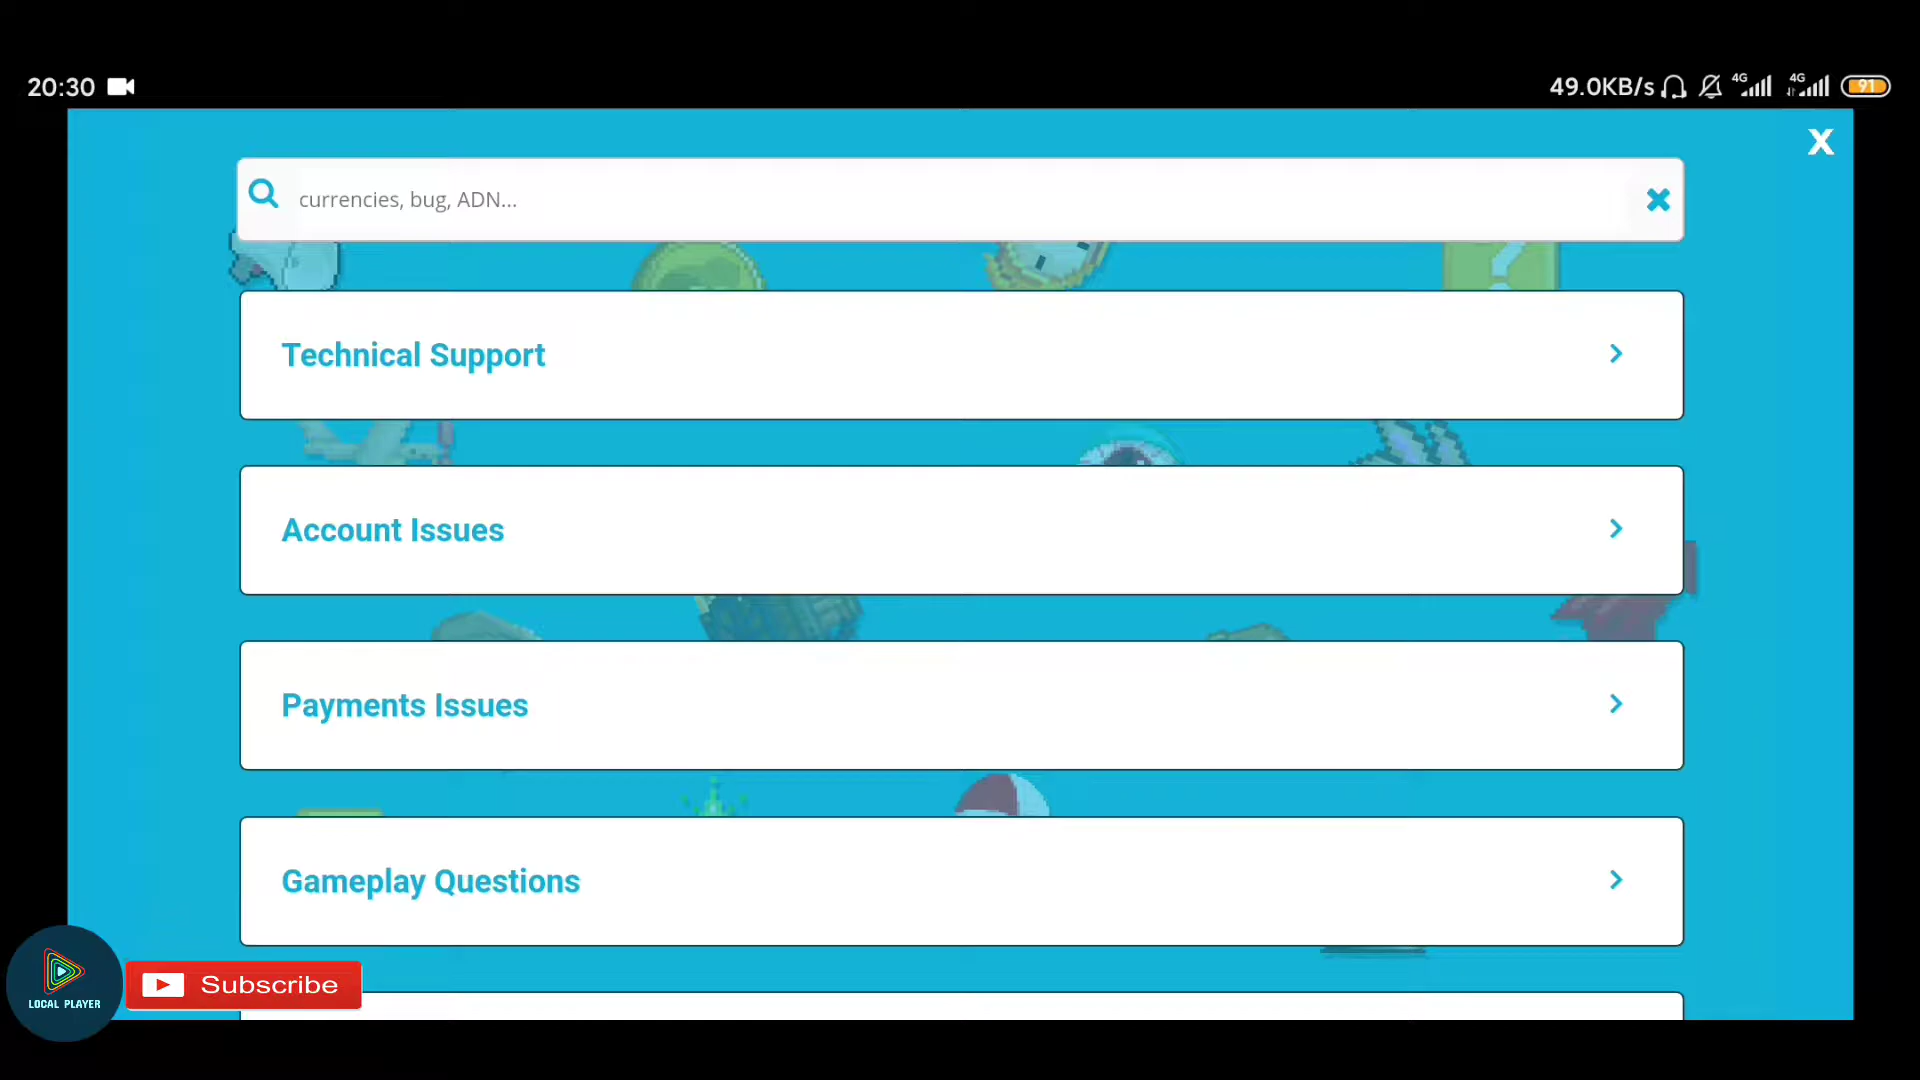 20:30
49.0KB/s
4G
4G
91
X
currencies, bug, ADN...
Technical Support
Account Issues
Payments Issues
Gameplay Questions
LOCAL PLAYER
Subscribe